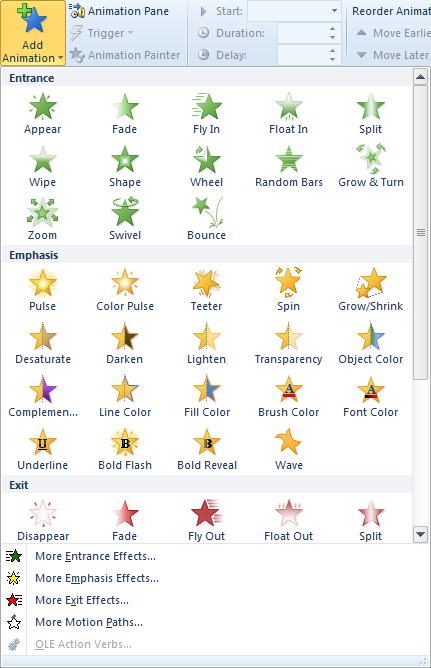 Add Animation
Animation Pane
Trigger
Animation Painter
Start:
Duration:
Delay:
Reorder Animat
Move Earlie
Move Later
Entrance
Appear Fade Fly In Float In Split
Wipe Shape Wheel Random Bars Grow & Turn
Zoom Swivel Bounce
Emphasis
Pulse Color Pulse Teeter Spin Grow/Shrink
Desaturate Darken Lighten Transparency Object Color
Complemen... Line Color Fill Color Brush Color Font Color
Underline Bold Flash Bold Reveal Wave
Exit
Disappear Fade Fly Out Float Out Split
More Entrance Effects...
More Emphasis Effects...
More Exit Effects...
More Motion Paths...
OLE Action Verbs...